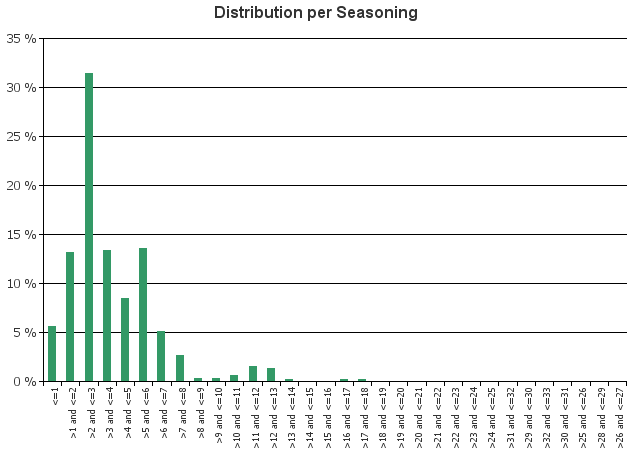 Distribution per Seasoning
35 %
30 %
25 %
20 %
15 %
10 %
5 %
0 %
<=1
>1 and <=2
>2 and <=3
>3 and <=4
>4 and <=5
>5 and <=6
>6 and <=7
>7 and <=8
>8 and <=9
>9 and <=10
>10 and <=11
>11 and <=12
>12 and <=13
>13 and <=14
>14 and <=15
>15 and <=16
>16 and <=17
>17 and <=18
>18 and <=19
>19 and <=20
>20 and <=21
>21 and <=22
>22 and <=23
>23 and <=24
>24 and <=25
>31 and <=32
>29 and <=30
>32 and <=33
>30 and <=31
>25 and <=26
>28 and <=29
>26 and <=27